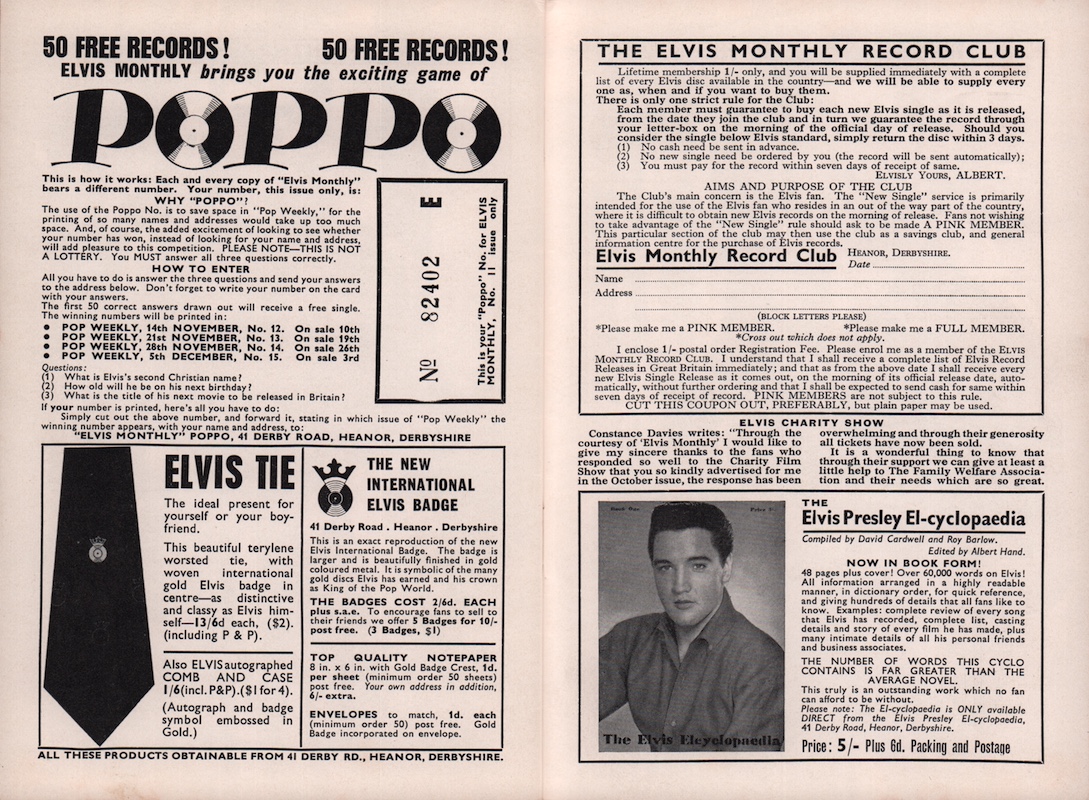 50 FREE RECORDS! 50 FREE RECORDS!
ELVIS MONTHLY brings you the exciting game of
POPPO
This is how it works: Each and every copy of "Elvis Monthly"
bears a different number. Your number, this issue only, is:
WHY "POPPO"?
The use of the Poppo No. is to save space in "Pop Weekly," for the
printing of so many names and addresses would take up too much
space. And, of course, the added excitement of looking to see whether
your number has won, instead of looking for your name and address,
will add pleasure to this competition. PLEASE NOTE—THIS IS NOT
A LOTTERY. You MUST answer all three questions correctly.
HOW TO ENTER
All you have to do is answer the three questions and send your answers
to the address below. Don't forget to write your number on the card
with your answers.
The first 50 correct answers drawn out will receive a free single.
The winning numbers will be printed in:
● POP WEEKLY, 14th NOVEMBER, No. 12. On sale 10th
● POP WEEKLY, 21st NOVEMBER, No. 13. On sale 19th
● POP WEEKLY, 28th NOVEMBER, No. 14. On sale 26th
● POP WEEKLY, 5th DECEMBER, No. 15. On sale 3rd
Questions:
(1) What is Elvis's second Christian name?
(2) How old will he be on his next birthday?
(3) What is the title of his next movie to be released in Britain?
If your number is printed, here's all you have to do:
Simply cut out the above number, and forward it, stating in which issue of "Pop Weekly" the
winning number appears, with your name and address, to:
"ELVIS MONTHLY" POPPO, 41 DERBY ROAD, HEANOR, DERBYSHIRE
No 82402 E
This is your "Poppo" No. for ELVIS
MONTHLY, No. 11 issue only
ELVIS TIE
The ideal present for
yourself or your boy-
friend.
This beautiful terylene
worsted tie, with
woven international
gold Elvis badge in
centre—as distinctive
and classy as Elvis him-
self—13/6d each, ($2).
(including P & P).
Also ELVIS autographed
COMB AND CASE
1/6(incl. P&P).($1 for 4).
(Autograph and badge
symbol embossed in
Gold.)
THE NEW
INTERNATIONAL
ELVIS BADGE
41 Derby Road . Heanor . Derbyshire
This is an exact reproduction of the new
Elvis International Badge. The badge is
larger and is beautifully finished in gold
coloured metal. It is symbolic of the many
gold discs Elvis has earned and his crown
as King of the Pop World.
THE BADGES COST 2/6d. EACH
plus s.a.e. To encourage fans to sell to
their friends we offer 5 Badges for 10/-
post free. (3 Badges, $1)
TOP QUALITY NOTEPAPER
8 in. x 6 in. with Gold Badge Crest, 1d.
per sheet (minimum order 50 sheets)
post free. Your own address in addition,
6/- extra.
ENVELOPES to match, 1d. each
(minimum order 50) post free. Gold
Badge incorporated on envelope.
ALL THESE PRODUCTS OBTAINABLE FROM 41 DERBY RD., HEANOR, DERBYSHIRE.
THE ELVIS MONTHLY RECORD CLUB
Lifetime membership 1/- only, and you will be supplied immediately with a complete
list of every Elvis disc available in the country—and we will be able to supply every
one as, when and if you want to buy them.
There is only one strict rule for the Club:
Each member must guarantee to buy each new Elvis single as it is released,
from the date they join the club and in turn we guarantee the record through
your letter-box on the morning of the official day of release. Should you
consider the single below Elvis standard, simply return the disc within 3 days.
(1) No cash need be sent in advance.
(2) No new single need be ordered by you (the record will be sent automatically);
(3) You must pay for the record within seven days of receipt of same.
ELVISLY YOURS, ALBERT.
AIMS AND PURPOSE OF THE CLUB
The Club's main concern is the Elvis fan. The "New Single" service is primarily
intended for the use of the Elvis fan who resides in an out of the way part of the country,
where it is difficult to obtain new Elvis records on the morning of release. Fans not wishing
to take advantage of the "New Single" rule should ask to be made A PINK MEMBER.
This particular section of the club may then use the club as a savings club, and general
information centre for the purchase of Elvis records.
Elvis Monthly Record Club HEANOR, DERBYSHIRE.
Date
Name
Address
(BLOCK LETTERS PLEASE)
*Please make me a PINK MEMBER. *Please make me a FULL MEMBER.
*Cross out which does not apply.
I enclose 1/- postal order Registration Fee. Please enrol me as a member of the ELVIS
MONTHLY RECORD CLUB. I understand that I shall receive a complete list of Elvis Record
Releases in Great Britain immediately; and that as from the above date I shall receive every
new Elvis Single Release as it comes out, on the morning of its official release date, auto-
matically, without further ordering and that I shall be expected to send cash for same within
seven days of receipt of record. PINK MEMBERS are not subject to this rule.
CUT THIS COUPON OUT, PREFERABLY, but plain paper may be used.
ELVIS CHARITY SHOW
Constance Davies writes: "Through the
courtesy of 'Elvis Monthly' I would like to
give my sincere thanks to the fans who
responded so well to the Charity Film
Show that you so kindly advertised for me
in the October issue, the response has been
overwhelming and through their generosity
all tickets have now been sold.
It is a wonderful thing to know that
through their support we can give at least a
little help to The Family Welfare Associa-
tion and their needs which are so great.
The Elvis Elcyclopaedia
THE
Elvis Presley El-cyclopaedia
Compiled by David Cardwell and Roy Barlow.
Edited by Albert Hand.
NOW IN BOOK FORM!
48 pages plus cover! Over 60,000 words on Elvis!
All information arranged in a highly readable
manner, in dictionary order, for quick reference,
and giving hundreds of details that all fans like to
know. Examples: complete review of every song
that Elvis has recorded, complete list, casting
details and story of every film he has made, plus
many intimate details of all his personal friends
and business associates.
THE NUMBER OF WORDS THIS CYCLO
CONTAINS IS FAR GREATER THAN THE
AVERAGE NOVEL.
This truly is an outstanding work which no fan
can afford to be without.
Please note: The El-cyclopaedia is ONLY available
DIRECT from the Elvis Presley El-cyclopaedia,
41 Derby Road, Heanor, Derbyshire.
Price: 5/- Plus 6d. Packing and Postage